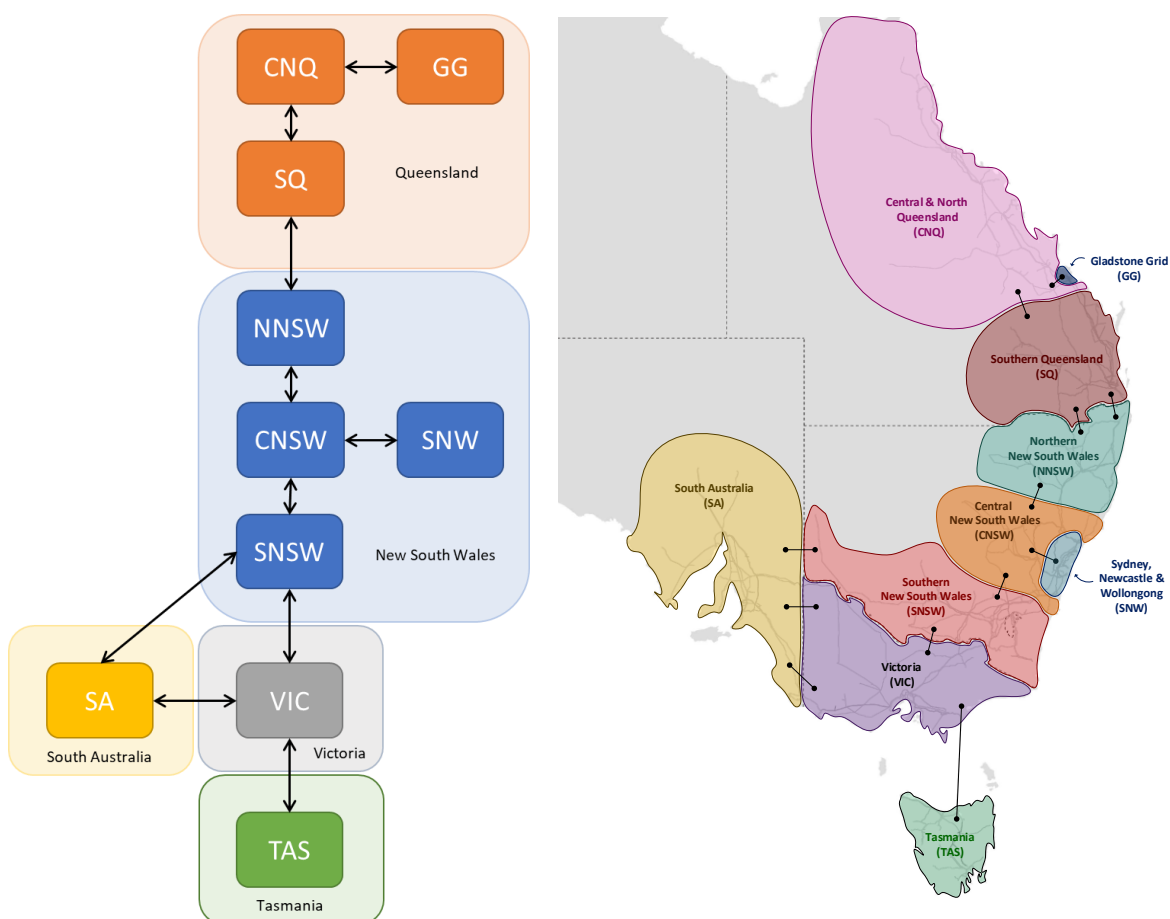 CNQ
GG
SQ
Queensland
NNSW
CNSW
SNW
SNSW
New South Wales
SA
South Australia
VIC
Victoria
TAS
Tasmania
Central & North
Queensland
(CNQ)
Gladstone Grid
(GG)
Southern Queensland
(SQ)
Northern
New South Wales
(NNSW)
South Australia
(SA)
Central
New South Wales
(CNSW)
Sydney,
Newcastle &
Wollongong
(SNW)
Southern
New South Wales
(SNSW)
Victoria
(VIC)
Tasmania
(TAS)